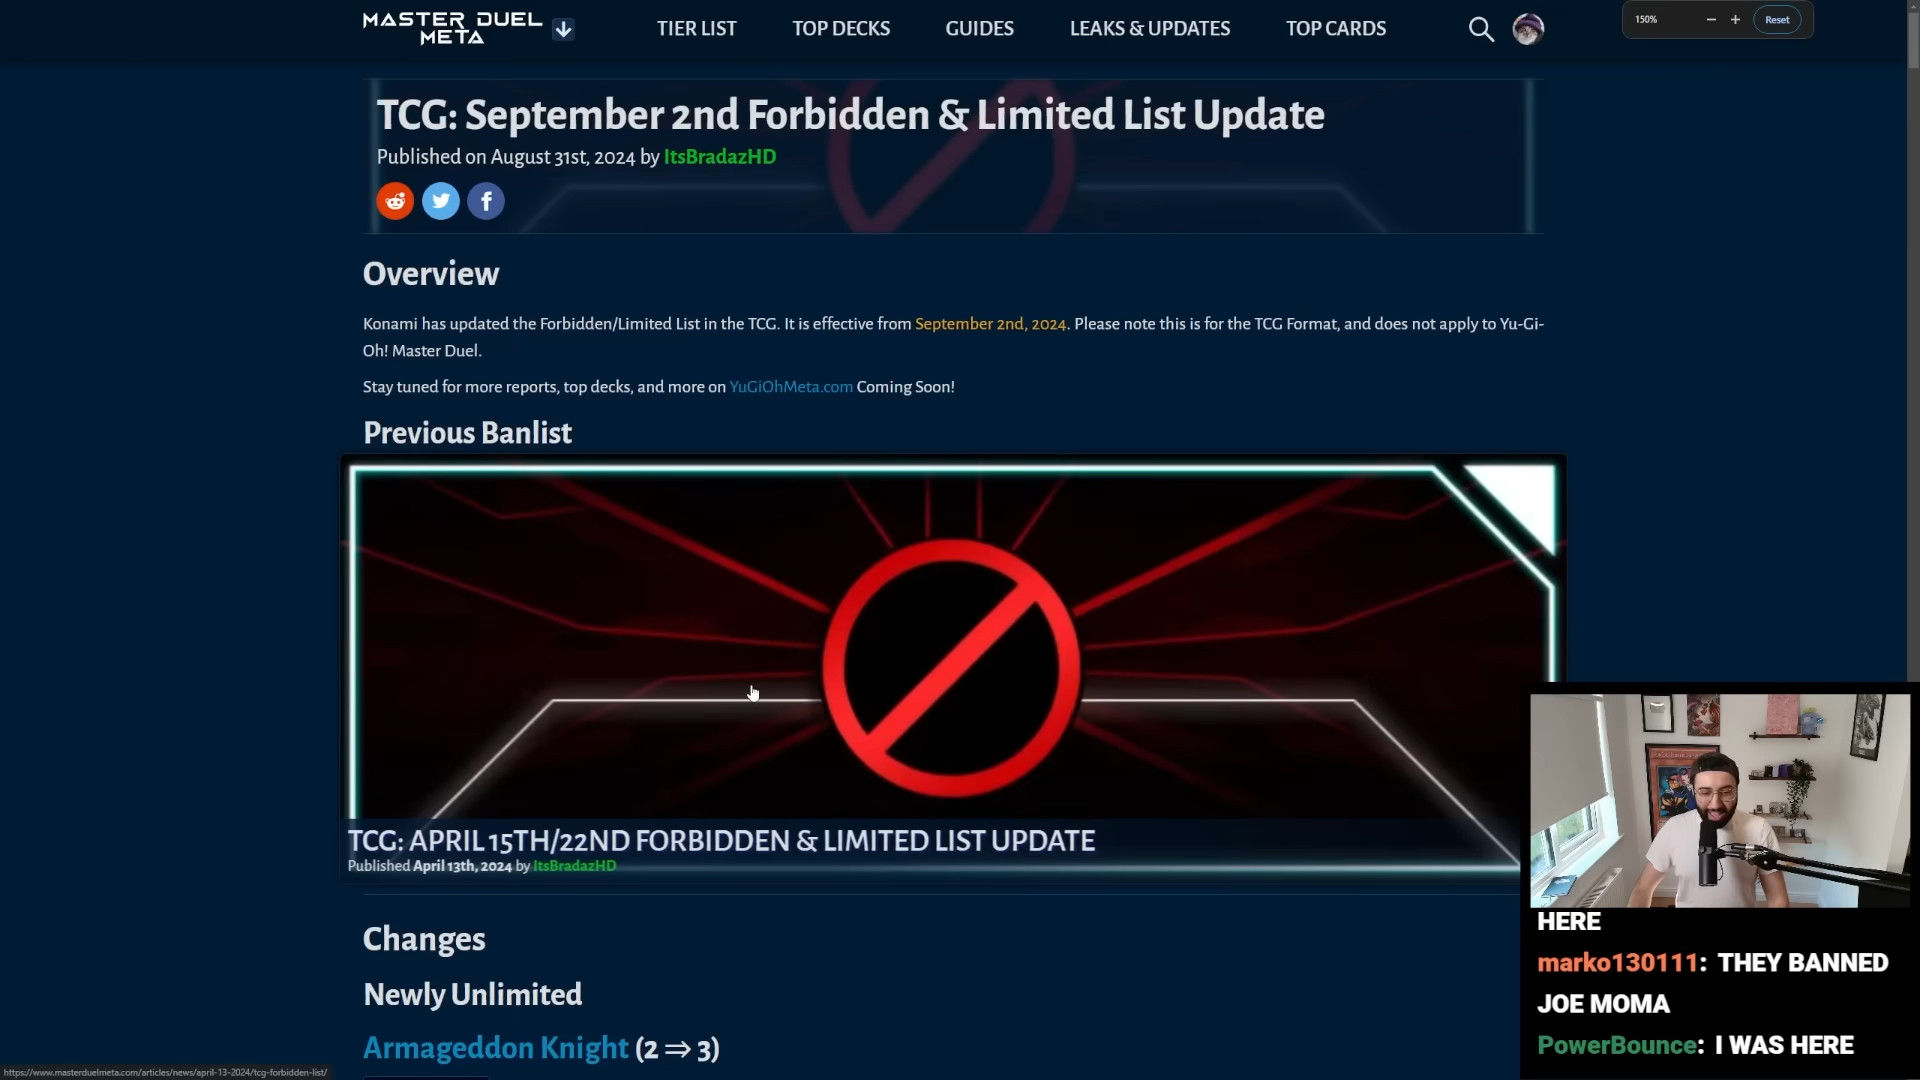 MASTER DUEL
META
TIER LIST
TOP DECKS
GUIDES
LEAKS & UPDATES
TOP CARDS
150%
Reset
TCG: September 2nd Forbidden & Limited List Update
Published on August 31st, 2024 by ItsBradazHD
Overview
Konami has updated the Forbidden/Limited List in the TCG. It is effective from September 2nd, 2024. Please note this is for the TCG Format, and does not apply to Yu-Gi-
Oh! Master Duel.
Stay tuned for more reports, top decks, and more on YuGiOhMeta.com Coming Soon!
Previous Banlist
TCG: APRIL 15TH/22ND FORBIDDEN & LIMITED LIST UPDATE
Published April 13th, 2024 by ItsBradazHD
Changes
Newly Unlimited
Armageddon Knight (2 ⇒ 3)
HERE
marko130111: THEY BANNED
JOE MOMA
PowerBounce: I WAS HERE
https://www.masterduelmeta.com/articles/news/april-13-2024/tcg-forbidden-list/